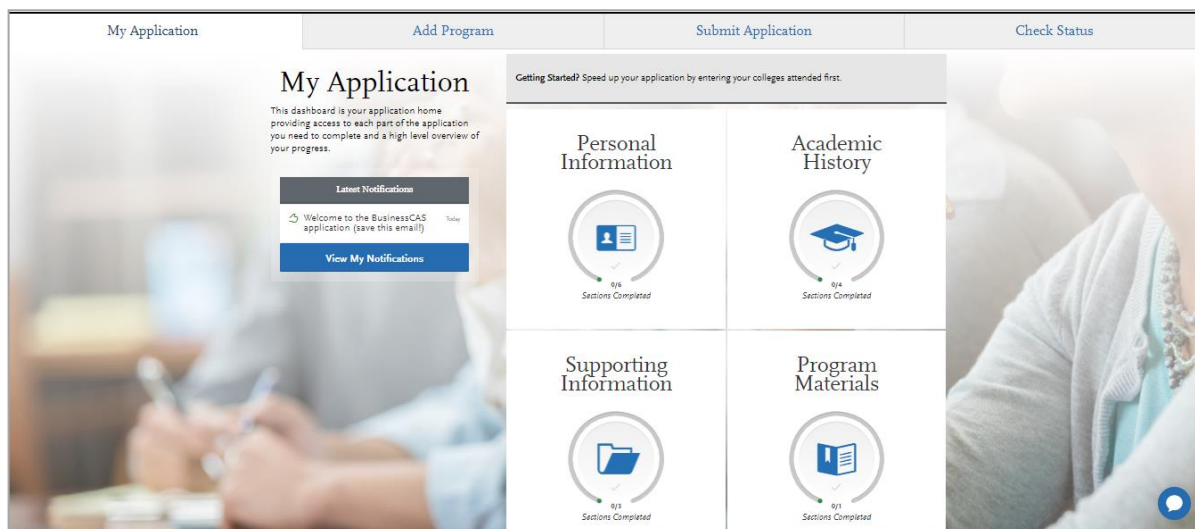 My Application
Add Program
Submit Application
Check Status
My Application
This dashboard is your application home
providing access to each part of the application
you need to complete and a high level overview of
your progress.
Latest Notifications
Welcome to the BusinessCAS
application (save this email!)
Today
View My Notifications
Getting Started? Speed up your application by entering your colleges attended first.
Personal
Information
0/6
Sections Completed
Academic
History
0/4
Sections Completed
Supporting
Information
0/3
Sections Completed
Program
Materials
0/1
Sections Completed